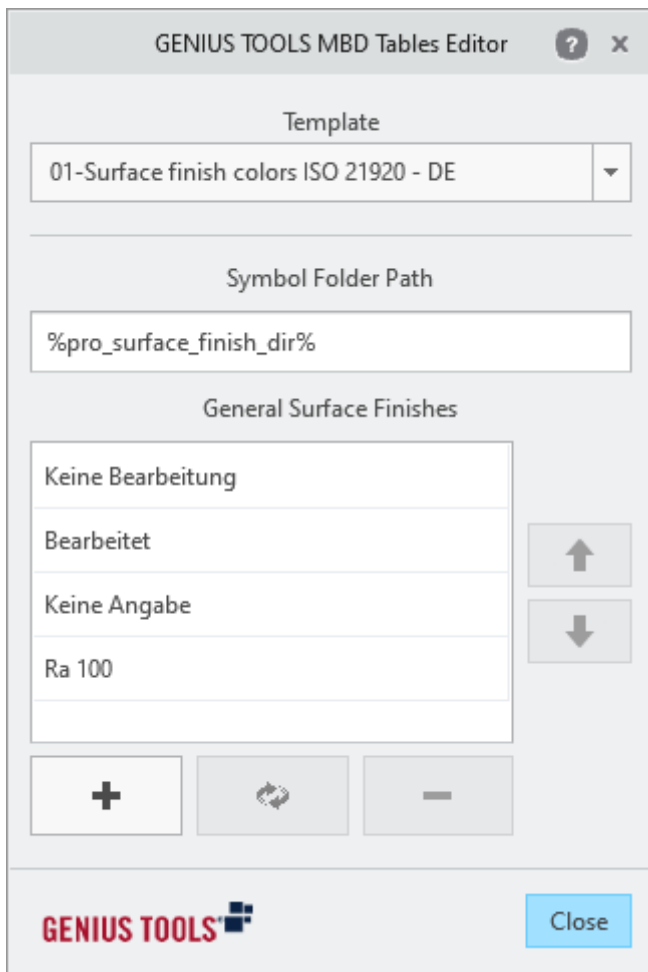 GENIUS TOOLS MBD Tables Editor
Template
01-Surface finish colors ISO 21920 - DE
Symbol Folder Path
%pro_surface_finish_dir%
General Surface Finishes
Keine Bearbeitung
Bearbeitet
Keine Angabe
Ra 100
GENIUS TOOLS
Close